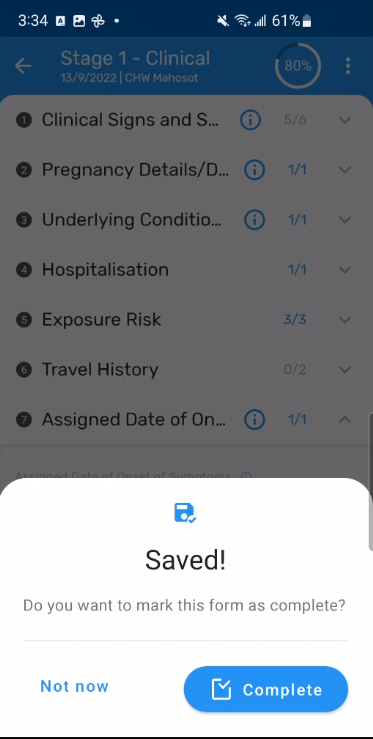 3:34 61%
Stage 1 - Clinical
13/9/2022 | CHW Mahosot
80%
1 Clinical Signs and S... 5/6
2 Pregnancy Details/D... 1/1
3 Underlying Conditio... 1/1
4 Hospitalisation 1/1
5 Exposure Risk 3/3
6 Travel History 0/2
7 Assigned Date of On... 1/1
Assigned Date of Onset of Symptoms
Saved!
Do you want to mark this form as complete?
Not now
Complete